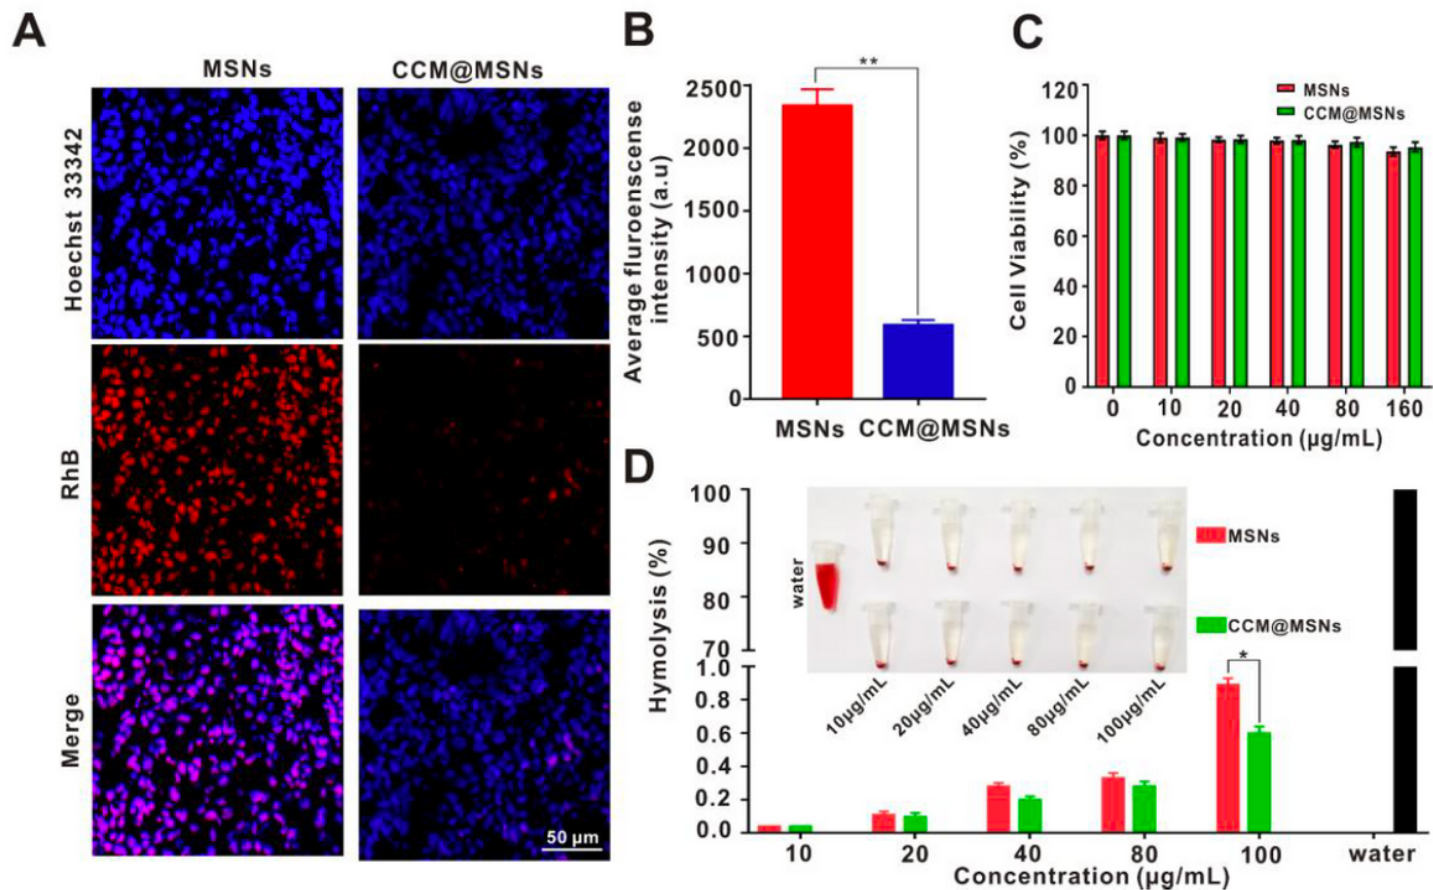 A
MSNs
CCM@MSNs
Hoechst 33342
RhB
Merge
50 μm
B
Average fluroenscense
intensity (a.u)
2500
2000
1500
1000
500
0
**
MSNs
CCM@MSNs
C
Cell Viability (%)
120
100
80
60
40
20
0
MSNs
CCM@MSNs
0
10
20
40
80
160
Concentration (μg/mL)
D
Hymolysis (%)
100
90
80
70
1.0
0.8
0.6
0.4
0.2
0.0
water
10μg/mL
20μg/mL
40μg/mL
80μg/mL
100μg/mL
MSNs
CCM@MSNs
*
10
20
40
80
100
water
Concentration (μg/mL)